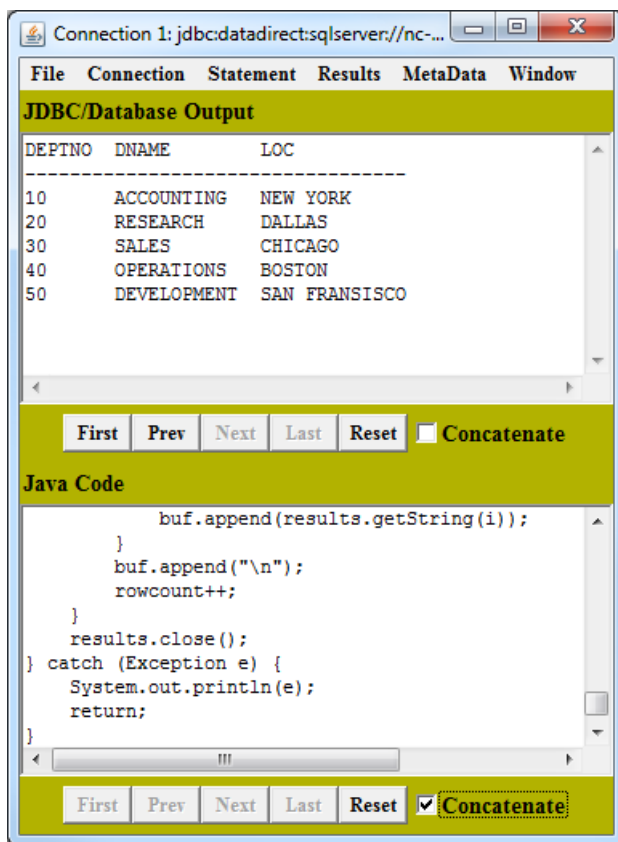 Connection 1: jdbc:datadirect:sqlserver://nc-...
File Connection Statement Results MetaData Window
JDBC/Database Output
DEPTNO DNAME LOC
-----------------------------------
10 ACCOUNTING NEW YORK
20 RESEARCH DALLAS
30 SALES CHICAGO
40 OPERATIONS BOSTON
50 DEVELOPMENT SAN FRANSISCO
First Prev Next Last Reset Concatenate
Java Code
buf.append(results.getString(i));
}
buf.append("\n");
rowcount++;
}
results.close();
} catch (Exception e) {
System.out.println(e);
return;
}
First Prev Next Last Reset Concatenate